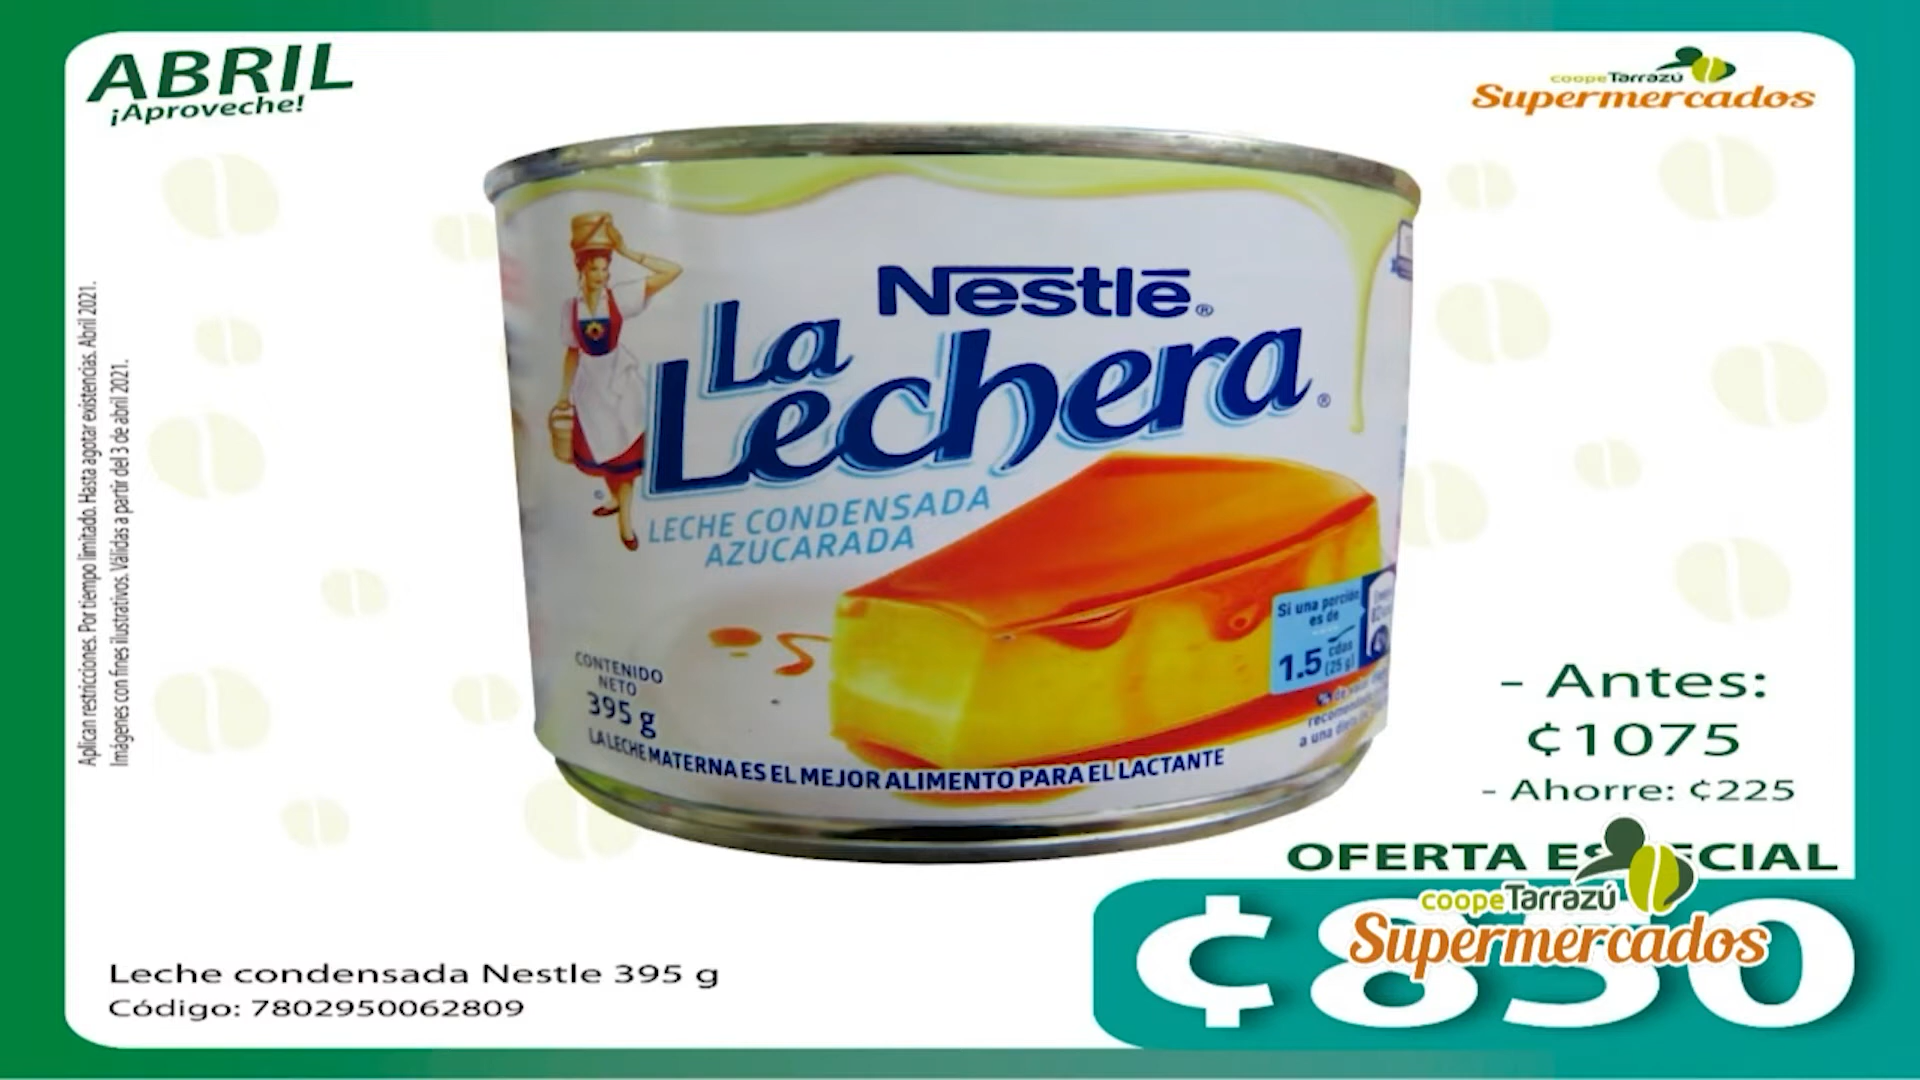 ABRIL
¡Aproveche!
coopeTarrazú
Supermercados
Aplican restricciones. Por tiempo limitado. Hasta agotar existencias. Abril 2021.
Imágenes con fines ilustrativos. Válidas a partir del 3 de abril 2021.
Nestlé®
La
Lechera®
LECHE CONDENSADA
AZUCARADA
Si una porción
es de
1.5 cdas
(25 g)
CONTENIDO
NETO
395 g
LA LECHE MATERNA ES EL MEJOR ALIMENTO PARA EL LACTANTE
- Antes:
¢1075
- Ahorre: ¢225
OFERTA ESPECIAL
¢850
coopeTarrazú
Supermercados
Leche condensada Nestle 395 g
Código: 7802950062809